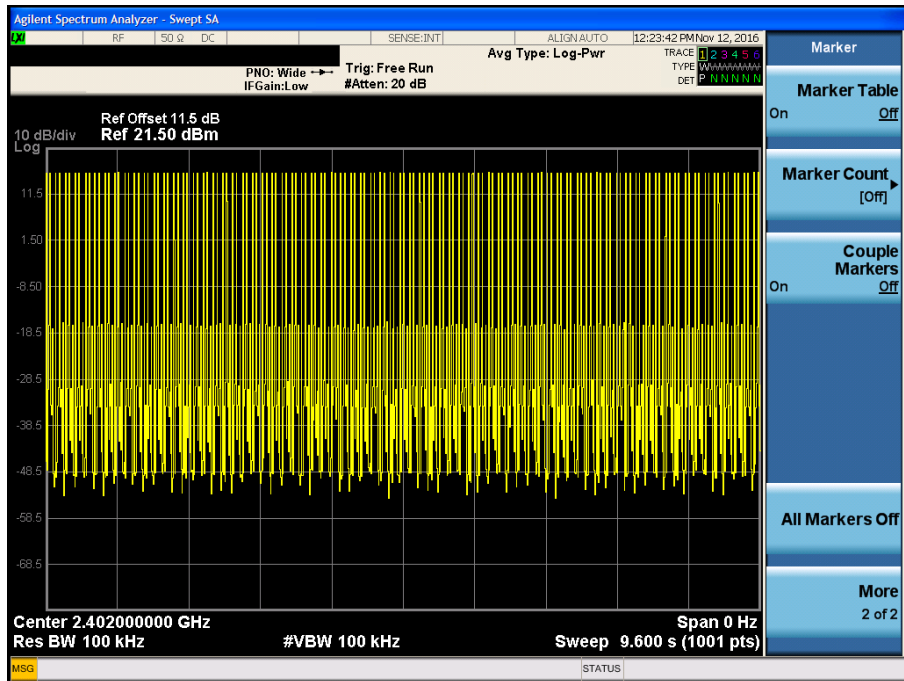 Agilent Spectrum Analyzer - Swept SA
LXI RF 50 Ω DC SENSE:INT ALIGN AUTO 12:23:42 PM Nov 12, 2016
Marker
Avg Type: Log-Pwr
TRACE 1 2 3 4 5 6
PNO: Wide
Trig: Free Run
TYPE WWWWWWW
IFGain:Low
#Atten: 20 dB
DET P N N N N N
Marker Table
On Off
Ref Offset 11.5 dB
10 dB/div Ref 21.50 dBm
Log
Marker Count
[Off]
11.5
1.50
Couple
Markers
On Off
-8.50
-18.5
-28.5
-38.5
-48.5
-58.5
All Markers Off
-68.5
More
2 of 2
Center 2.402000000 GHz Span 0 Hz
Res BW 100 kHz #VBW 100 kHz Sweep 9.600 s (1001 pts)
MSG STATUS